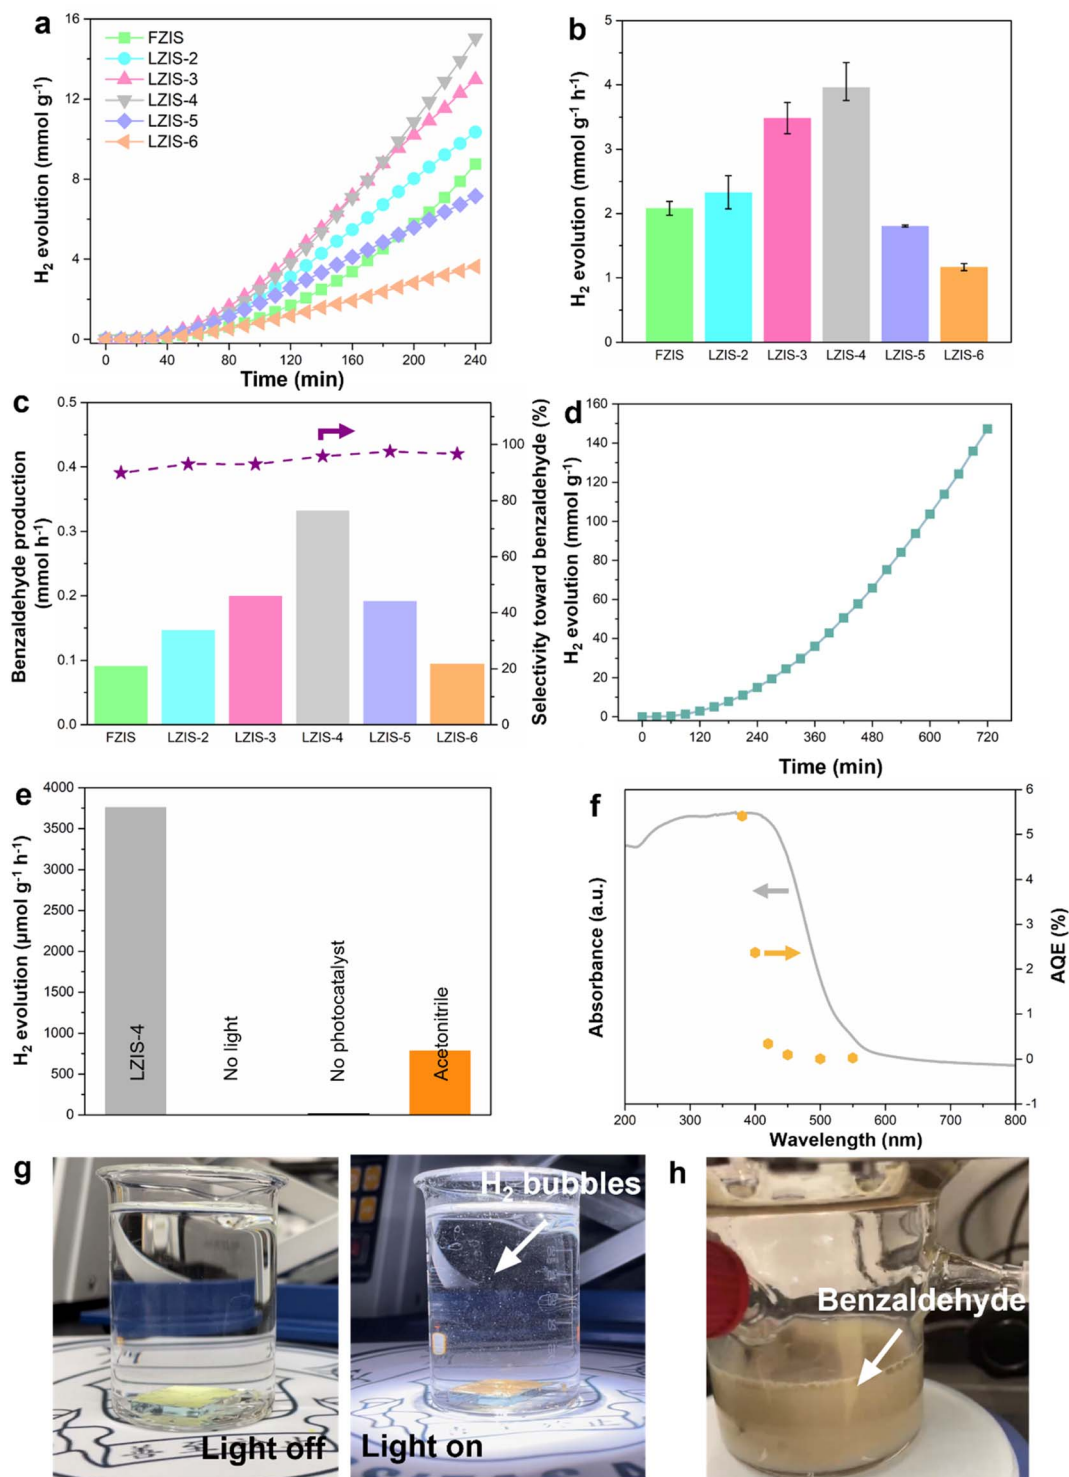 a
16
12
8
4
0
H₂ evolution (mmol g⁻¹)
FZIS
LZIS-2
LZIS-3
LZIS-4
LZIS-5
LZIS-6
0 40 80 120 160 200 240
Time (min)
b
5
4
3
2
1
0
H₂ evolution (mmol g⁻¹ h⁻¹)
FZIS LZIS-2 LZIS-3 LZIS-4 LZIS-5 LZIS-6
c
0.5
0.4
0.3
0.2
0.1
0.0
Benzaldehyde production
(mmol h⁻¹)
100
80
60
40
20
0
Selectivity toward benzaldehyde (%)
FZIS LZIS-2 LZIS-3 LZIS-4 LZIS-5 LZIS-6
d
160
140
120
100
80
60
40
20
0
H₂ evolution (mmol g⁻¹)
0 120 240 360 480 600 720
Time (min)
e
4000
3750
3500
3250
3000
2750
2500
2250
2000
1750
1500
1250
1000
750
500
250
0
H₂ evolution (μmol g⁻¹ h⁻¹)
LZIS-4
No light
No photocatalyst
Acetonitrile
f
Absorbance (a.u.)
6
5
4
3
2
1
0
-1
AQE (%)
200 300 400 500 600 700 800
Wavelength (nm)
g
Light off
H₂ bubbles
Light on
h
Benzaldehyde